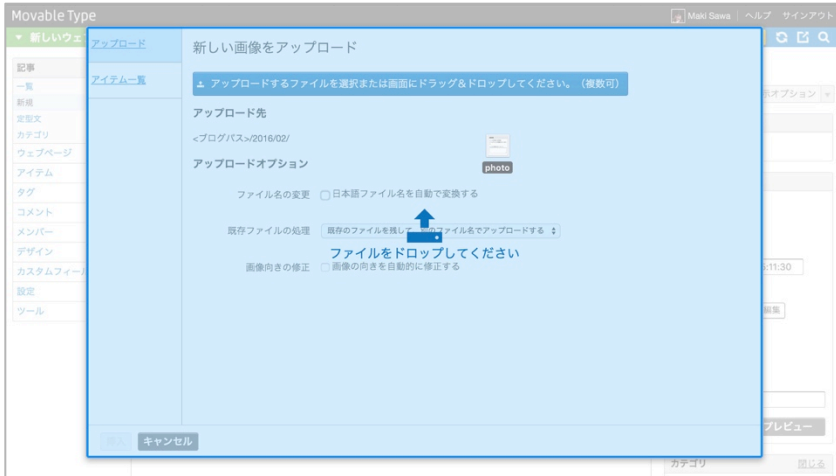 Movable Type
Maki Sawa ヘルプ サインアウト
新しいウェ
記事
一覧
新規
定型文
カテゴリ
ウェブページ
アイテム
タグ
コメント
メンバー
デザイン
カスタムフィール
設定
ツール
アップロード
アイテム一覧
新しい画像をアップロード
アップロードするファイルを選択または画面にドラッグ&ドロップしてください。（複数可）
アップロード先
<ブログパス>/2016/02/
photo
アップロードオプション
ファイル名の変更 日本語ファイル名を自動で変換する
既存ファイルの処理 既存のファイルを残して、別のファイル名でアップロードする
ファイルをドロップしてください
画像向きの修正 画像の向きを自動的に修正する
挿入 キャンセル
示オプション
5:11:30
編集
プレビュー
カテゴリ 閉じる